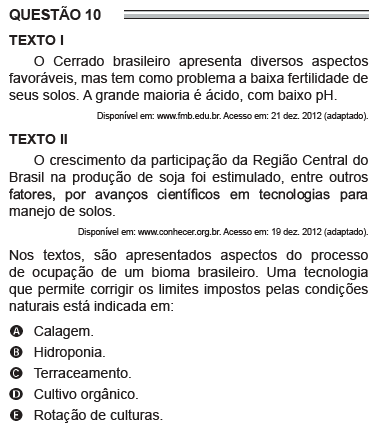 QUESTÃO 10
TEXTO I
O Cerrado brasileiro apresenta diversos aspectos
favoráveis, mas tem como problema a baixa fertilidade de
seus solos. A grande maioria é ácido, com baixo pH.
Disponível em: www.fmb.edu.br. Acesso em: 21 dez. 2012 (adaptado).
TEXTO II
O crescimento da participação da Região Central do
Brasil na produção de soja foi estimulado, entre outros
fatores, por avanços científicos em tecnologias para
manejo de solos.
Disponível em: www.conhecer.org.br. Acesso em: 19 dez. 2012 (adaptado).
Nos textos, são apresentados aspectos do processo
de ocupação de um bioma brasileiro. Uma tecnologia
que permite corrigir os limites impostos pelas condições
naturais está indicada em:
A Calagem.
B Hidroponia.
C Terraceamento.
D Cultivo orgânico.
E Rotação de culturas.